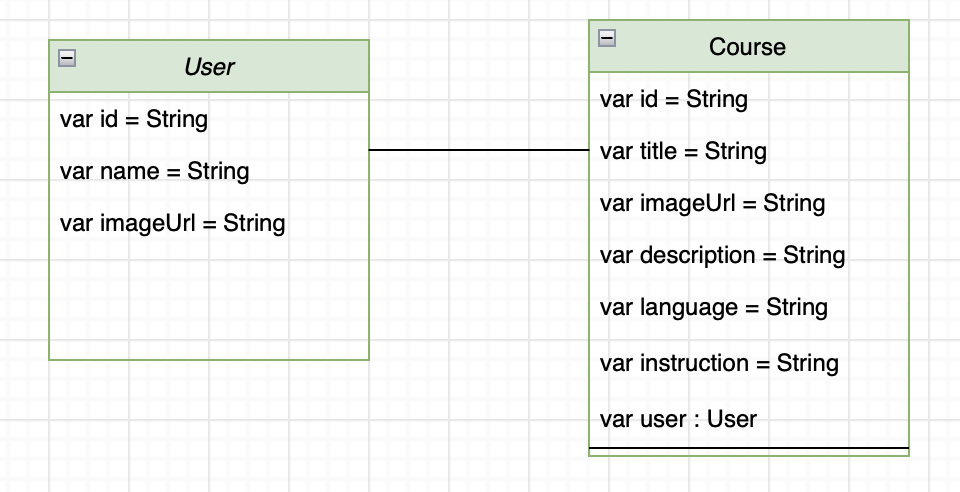 User
var id = String
var name = String
var imageUrl = String
Course
var id = String
var title = String
var imageUrl = String
var description = String
var language = String
var instruction = String
var user : User